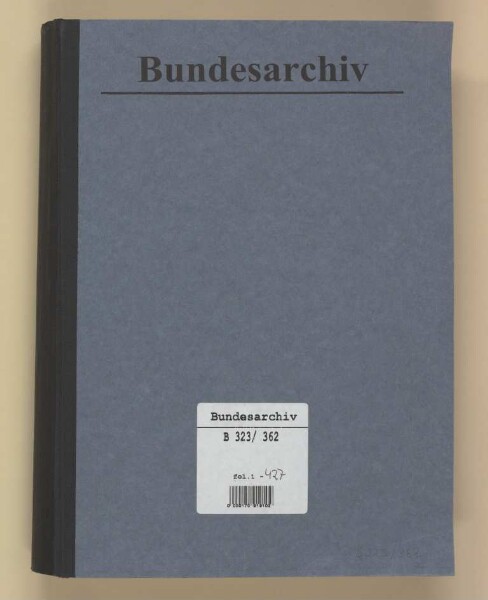 Bundesarchiv
Bundesarchiv
B 323/ 362
fol.1 -427